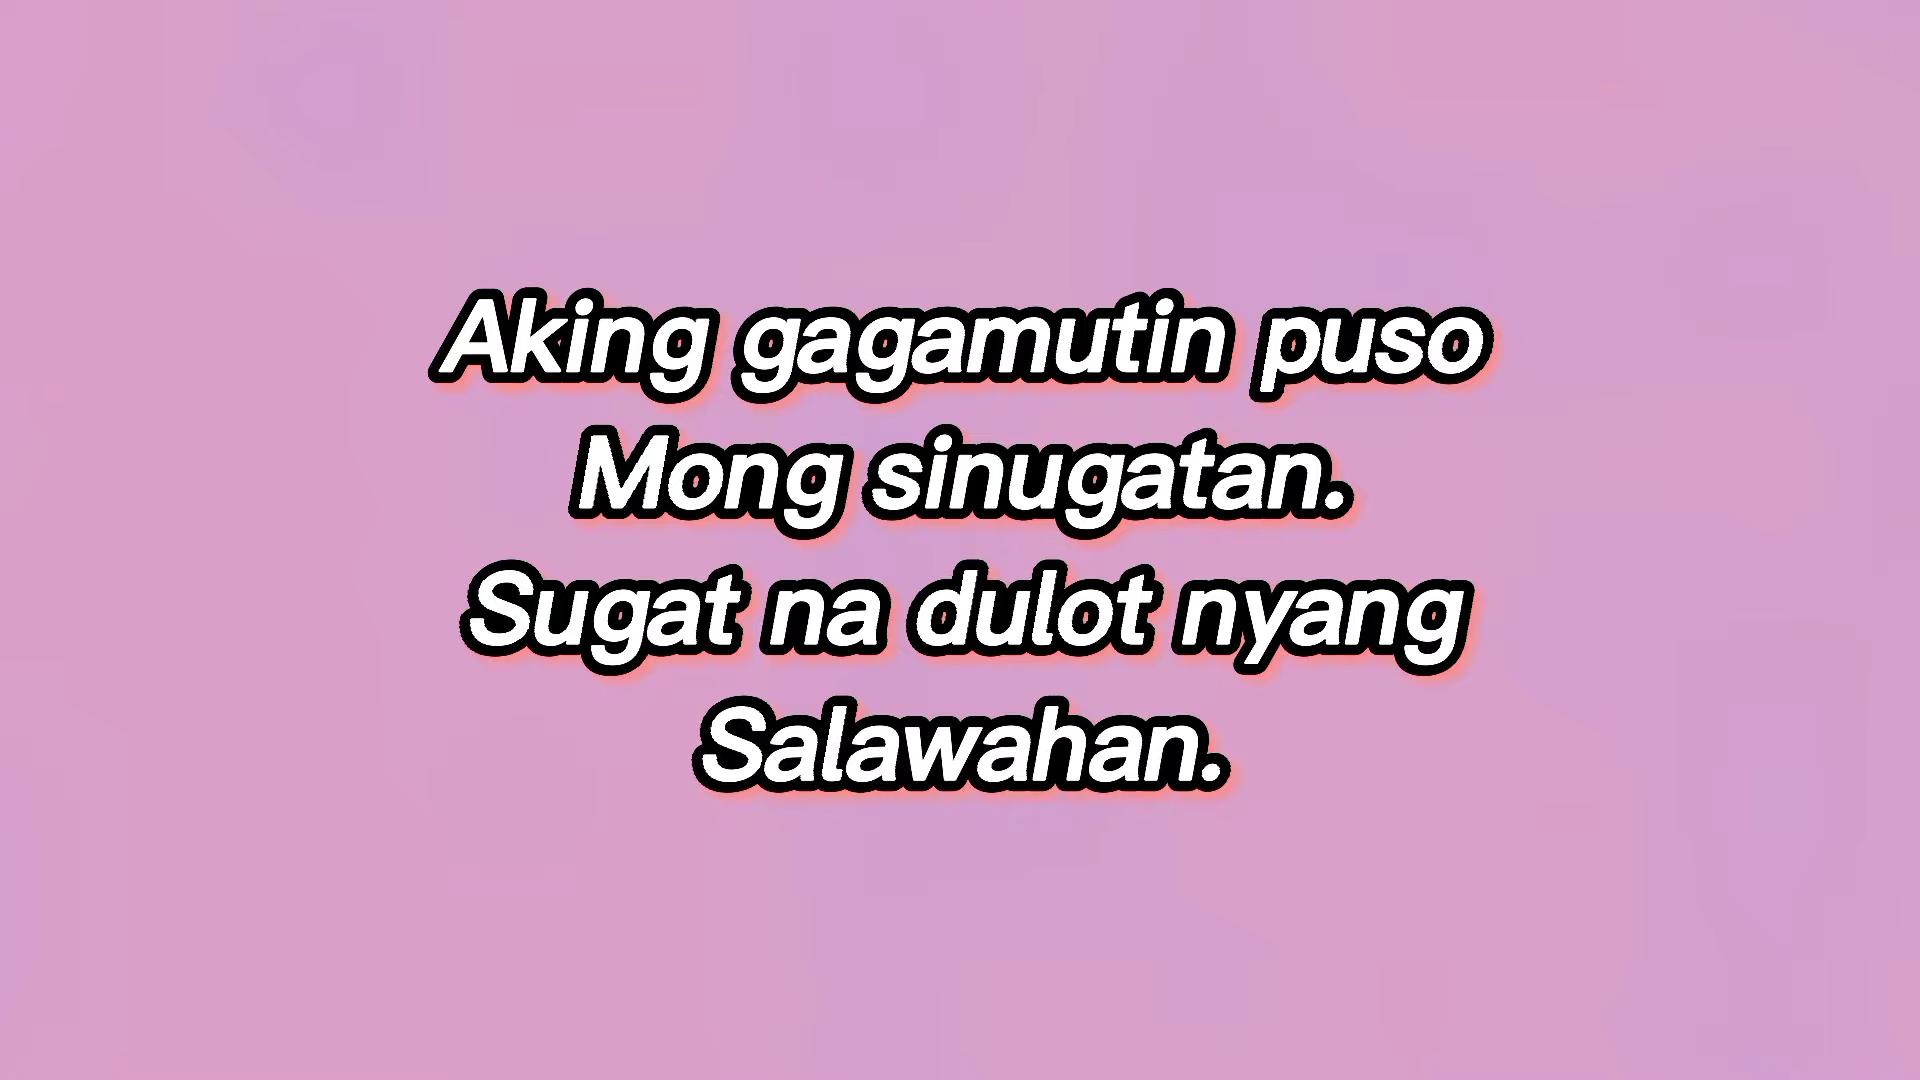 Aking gagamutin puso
Mong sinugatan.
Sugat na dulot nyang
Salawahan.